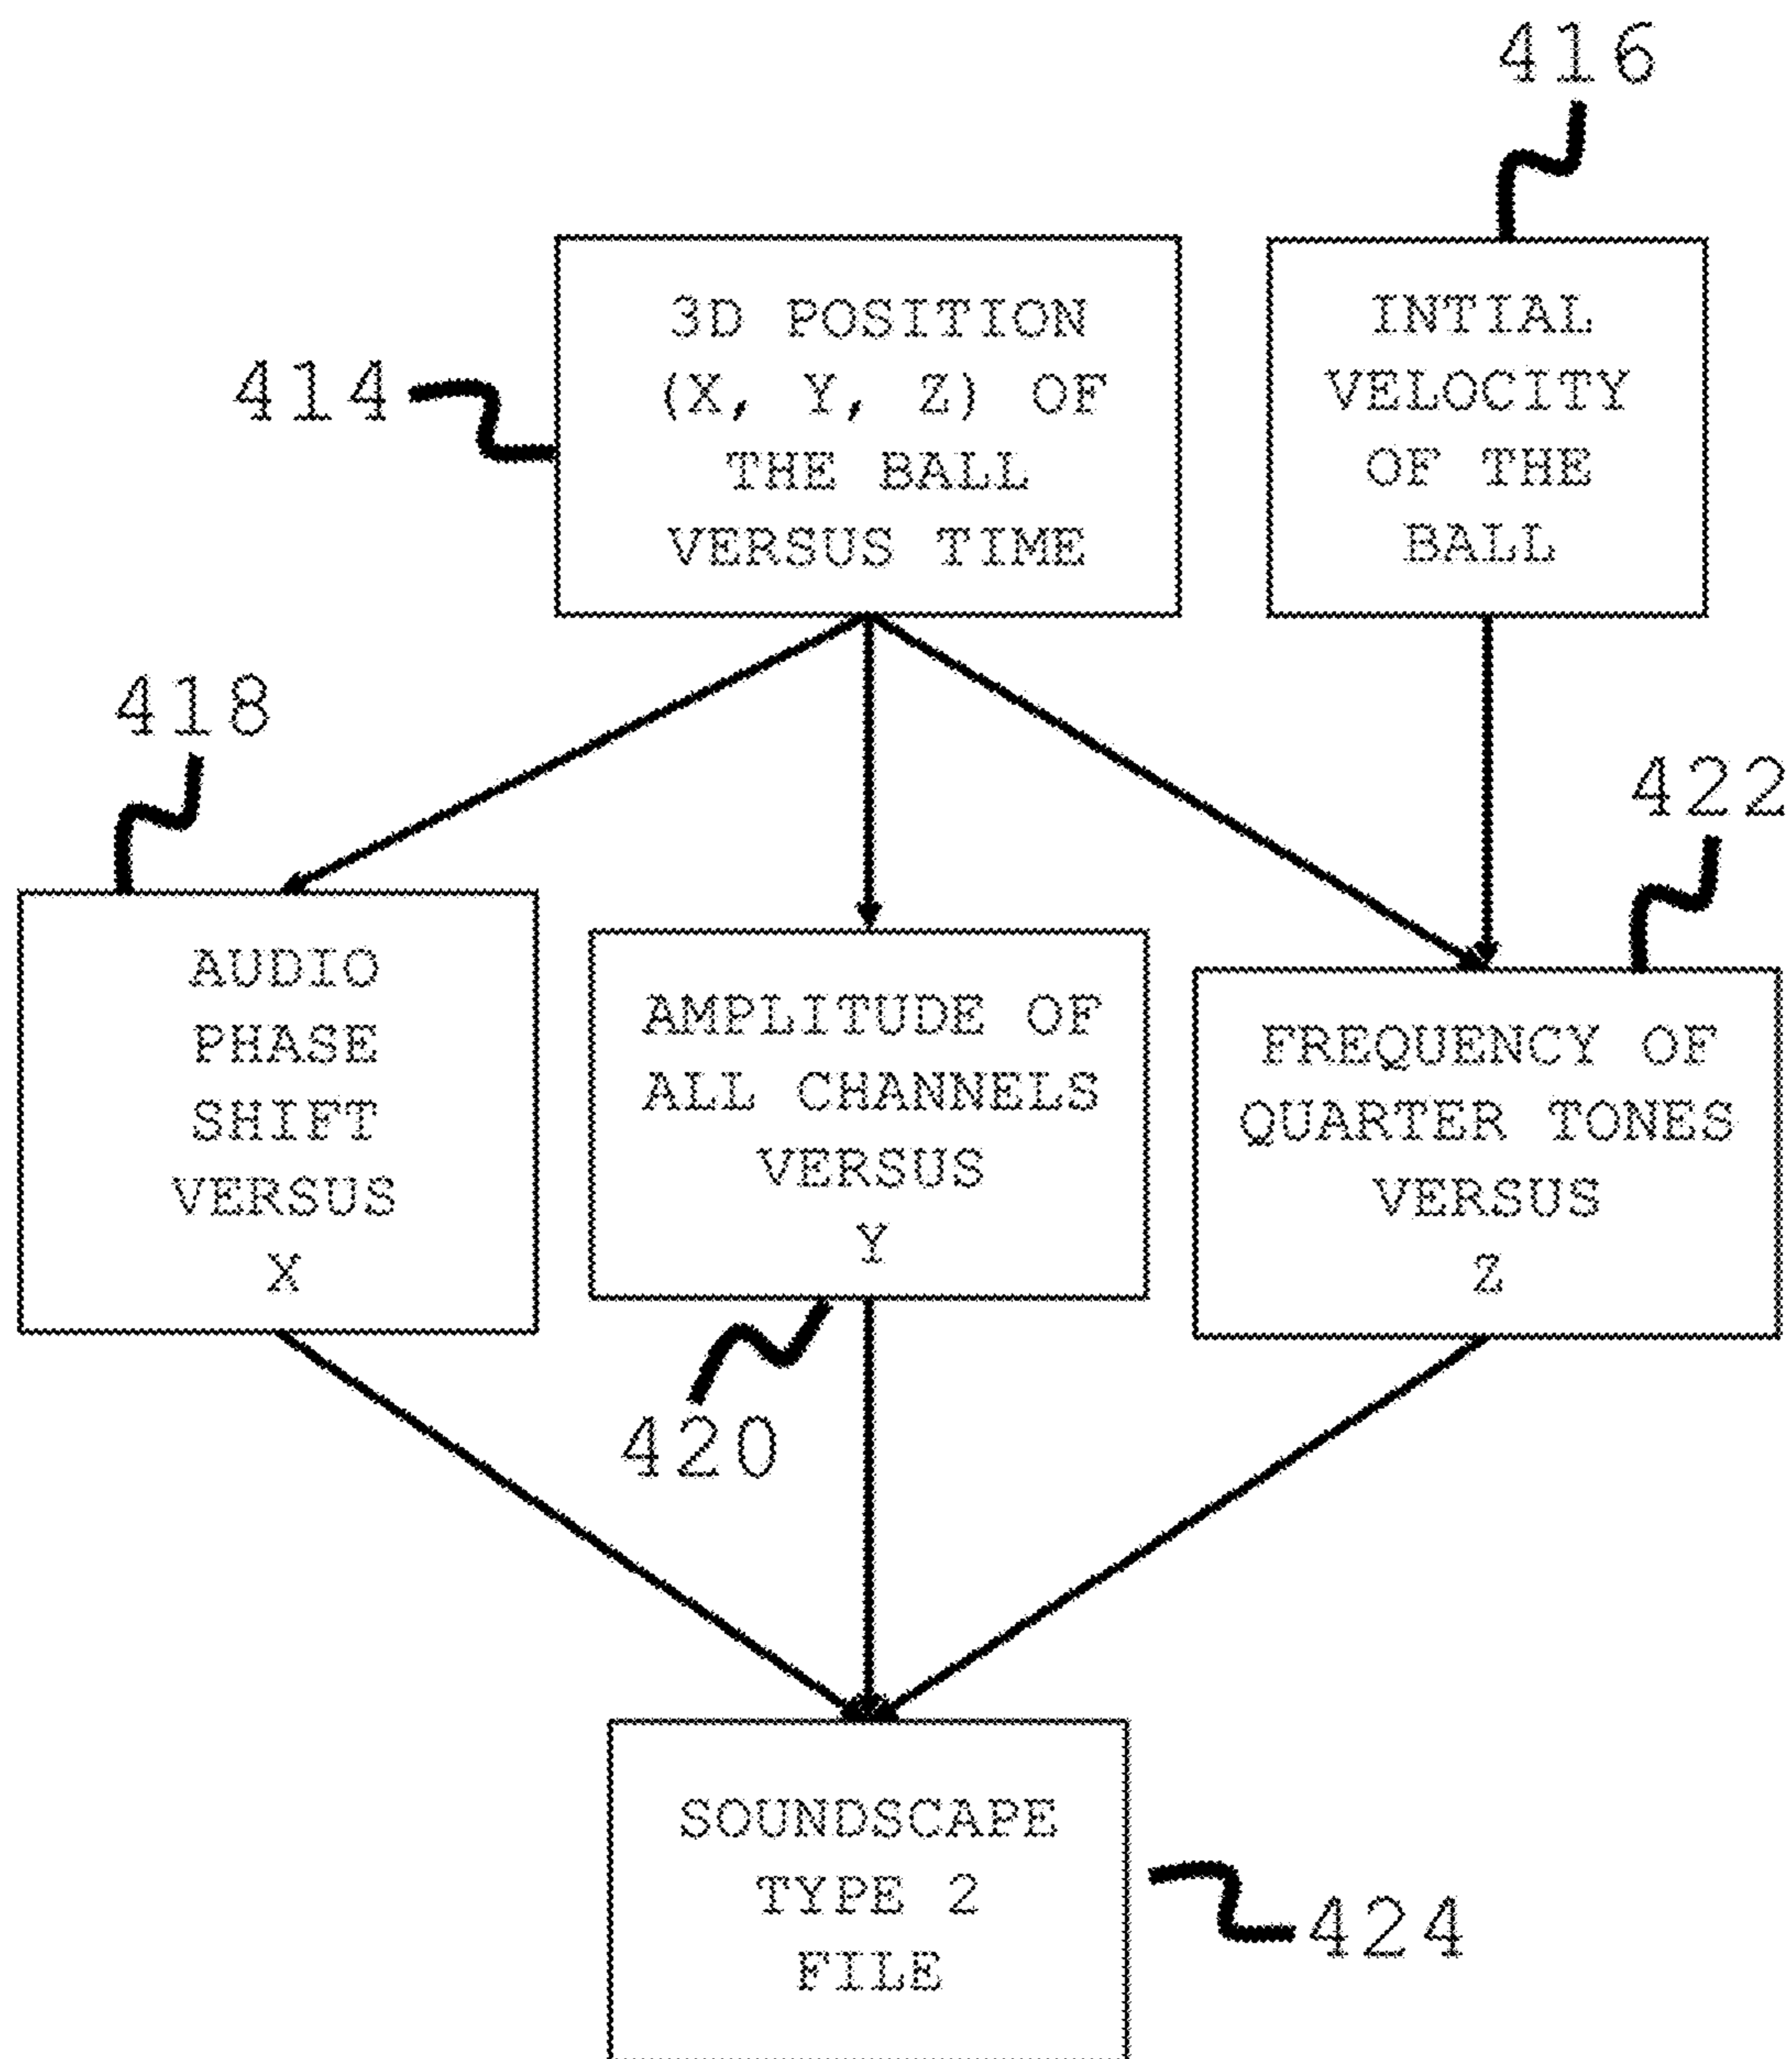 416
3D POSITION
(X, Y, Z) OF
THE BALL
VERSUS TIME
414
INTIAL
VELOCITY
OF THE
BALL
418
422
AUDIO
PHASE
SHIFT
VERSUS
X
AMPLITUDE OF
ALL CHANNELS
VERSUS
Y
FREQUENCY OF
QUARTER TONES
VERSUS
Z
420
SOUNDSCAPE
TYPE 2
FILE
424